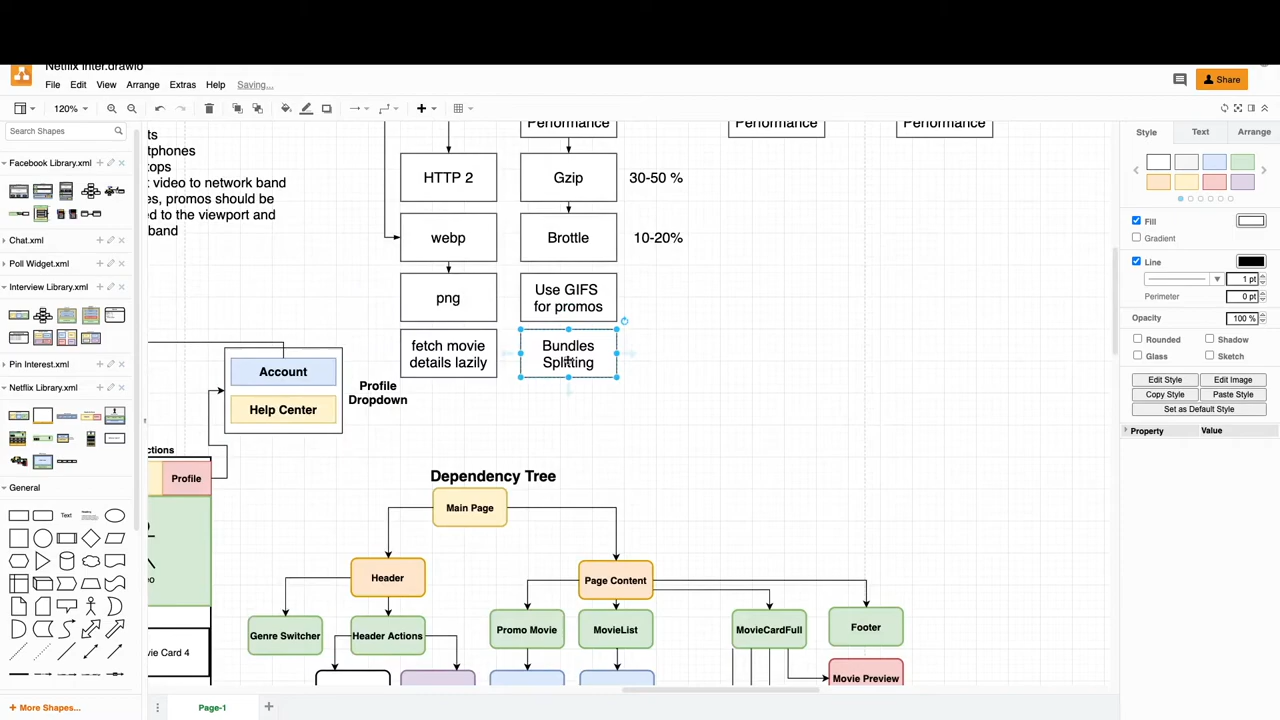 Netflix Inter.drawio
File Edit View Arrange Extras Help Saving...
Share
120%
Search Shapes
Facebook Library.xml
Chat.xml
Poll Widget.xml
Interview Library.xml
Pin Interest.xml
Netflix Library.xml
General
Text
Heading
+ More Shapes...
Page-1
ts
tphones
tops
t video to network band
es, promos should be
ed to the viewport and
band
Performance
Performance
Performance
HTTP 2
Gzip
30-50 %
webp
Brottle
10-20%
png
Use GIFS
for promos
fetch movie
details lazily
Bundles
Splitting
Account
Help Center
Profile
Dropdown
ctions
Profile
eo
vie Card 4
Dependency Tree
Main Page
Header
Page Content
Genre Switcher
Header Actions
Promo Movie
MovieList
MovieCardFull
Footer
Movie Preview
Style
Text
Arrange
Fill
Gradient
Line
1 pt
Perimeter
0 pt
Opacity
100 %
Rounded
Shadow
Glass
Sketch
Edit Style
Edit Image
Copy Style
Paste Style
Set as Default Style
Property
Value